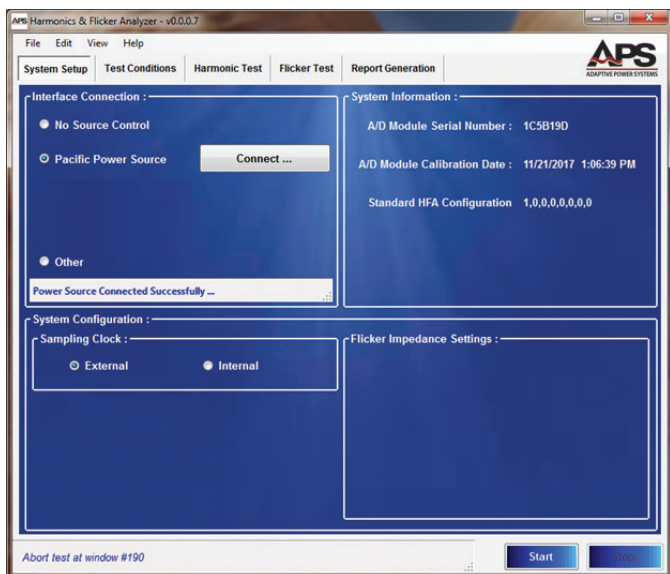 APS Harmonics & Flicker Analyzer - v0.0.0.7
File Edit View Help
APS
ADAPTIVE POWER SYSTEMS
System Setup Test Conditions Harmonic Test Flicker Test Report Generation
Interface Connection :
No Source Control
Pacific Power Source Connect ...
Other
Power Source Connected Successfully ...
System Information :
A/D Module Serial Number : 1C5B19D
A/D Module Calibration Date : 11/21/2017 1:06:39 PM
Standard HFA Configuration 1,0,0,0,0,0,0,0
System Configuration :
Sampling Clock :
External Internal
Flicker Impedance Settings :
Abort test at window #190
Start Stop